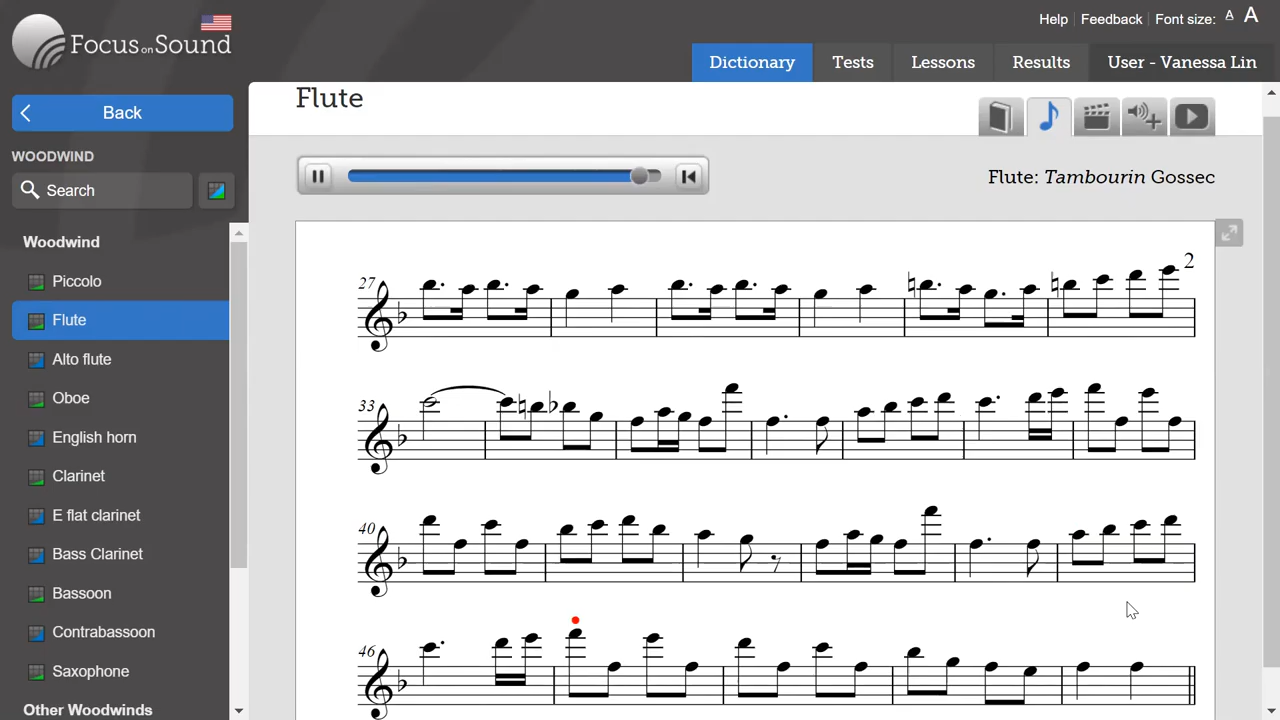 Help Feedback Font size: A A
Focus on Sound
Dictionary Tests Lessons Results User - Vanessa Lin
Back
Flute
WOODWIND
Search
Flute: Tambourin Gossec
Woodwind
Piccolo
Flute
Alto flute
Oboe
English horn
Clarinet
E flat clarinet
Bass Clarinet
Bassoon
Contrabassoon
Saxophone
Other Woodwinds
2
27
33
40
46